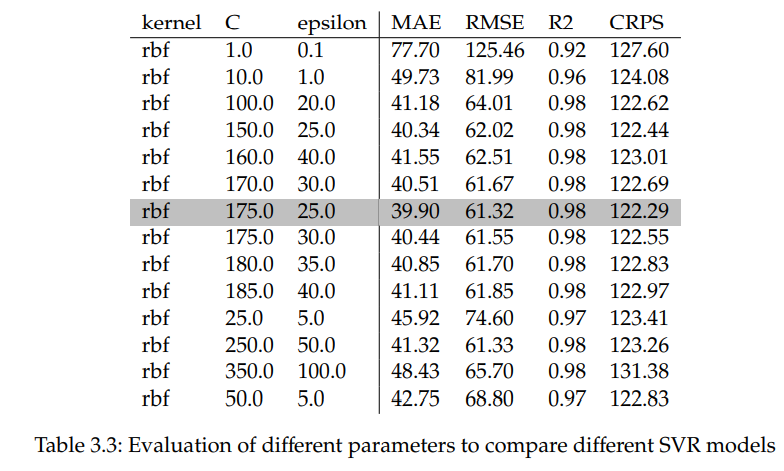 kernel C epsilon MAE RMSE R2 CRPS
rbf 1.0 0.1 77.70 125.46 0.92 127.60
rbf 10.0 1.0 49.73 81.99 0.96 124.08
rbf 100.0 20.0 41.18 64.01 0.98 122.62
rbf 150.0 25.0 40.34 62.02 0.98 122.44
rbf 160.0 40.0 41.55 62.51 0.98 123.01
rbf 170.0 30.0 40.51 61.67 0.98 122.69
rbf 175.0 25.0 39.90 61.32 0.98 122.29
rbf 175.0 30.0 40.44 61.55 0.98 122.55
rbf 180.0 35.0 40.85 61.70 0.98 122.83
rbf 185.0 40.0 41.11 61.85 0.98 122.97
rbf 25.0 5.0 45.92 74.60 0.97 123.41
rbf 250.0 50.0 41.32 61.33 0.98 123.26
rbf 350.0 100.0 48.43 65.70 0.98 131.38
rbf 50.0 5.0 42.75 68.80 0.97 122.83
Table 3.3: Evaluation of different parameters to compare different SVR models